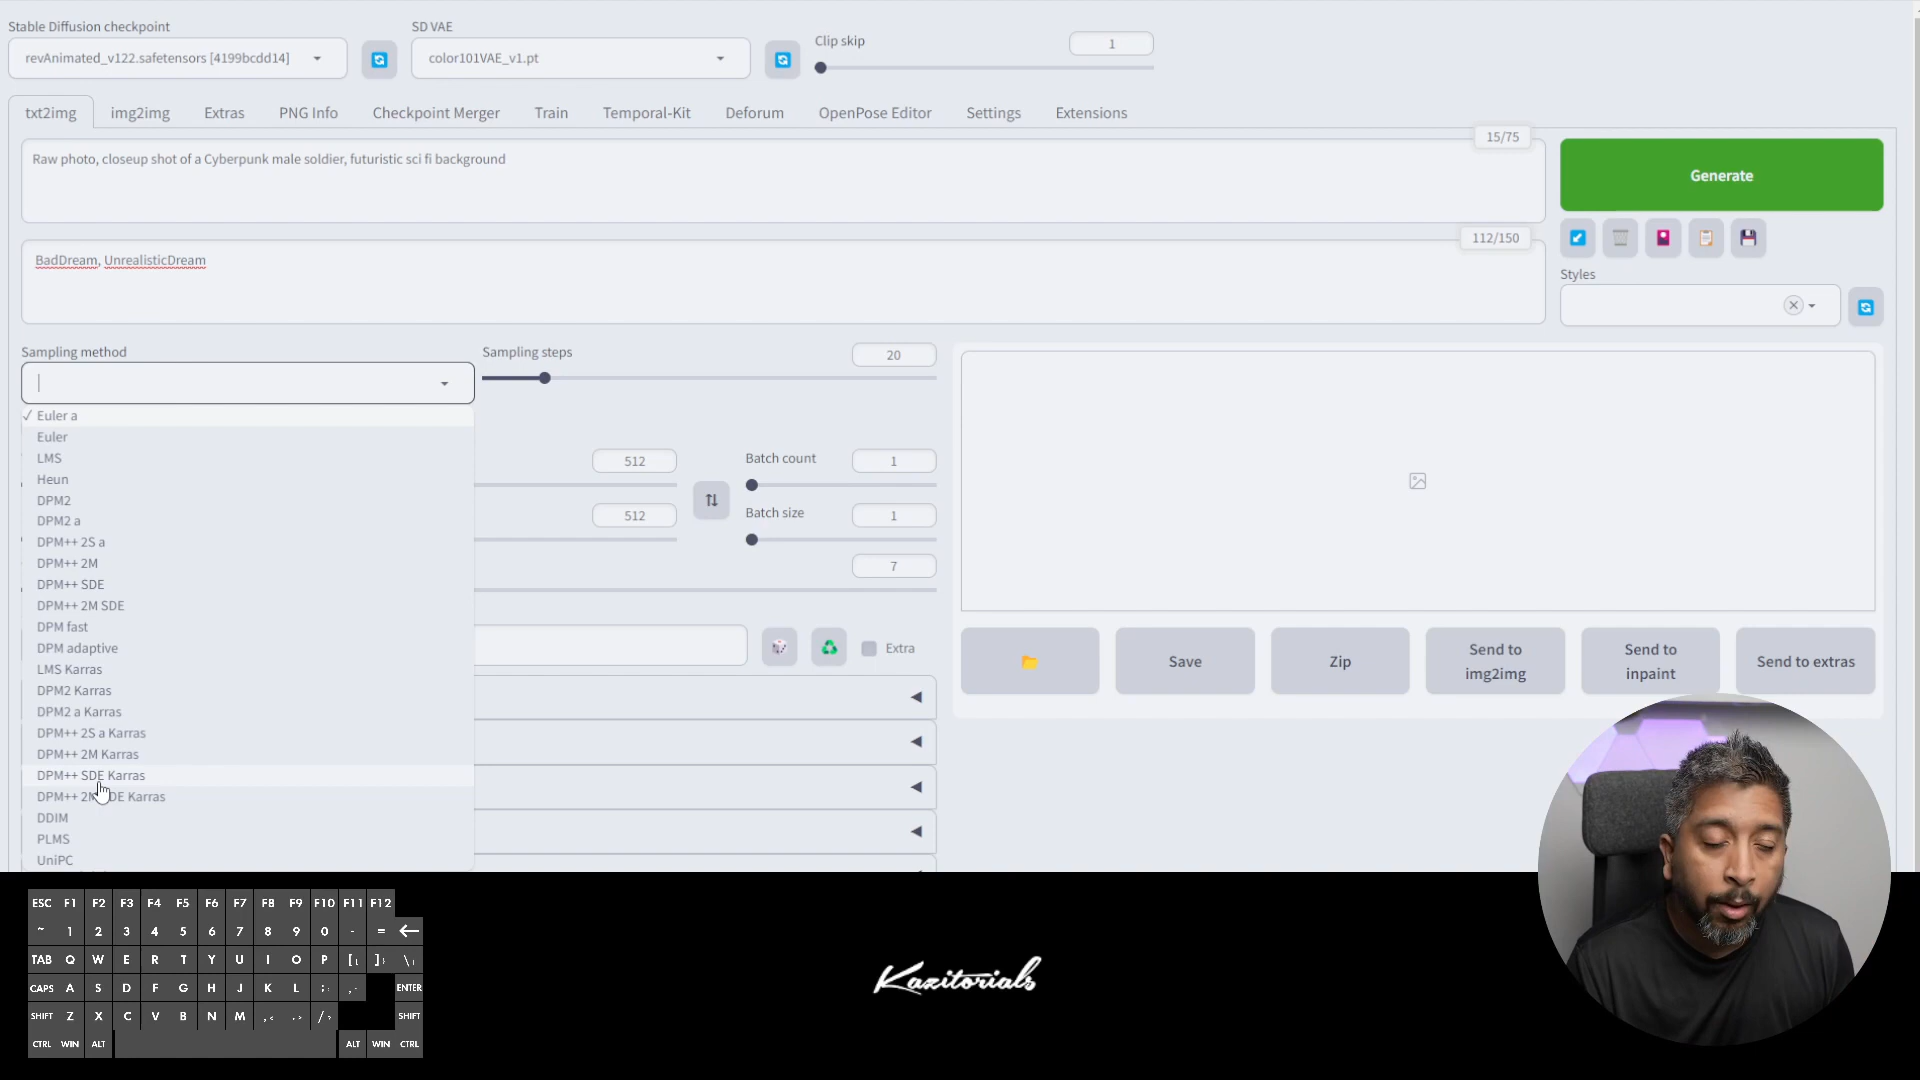 Stable Diffusion checkpoint
SD VAE
Clip skip
1
revAnimated_v122.safetensors [4199bcdd14]
color101VAE_v1.pt
txt2img
img2img
Extras
PNG Info
Checkpoint Merger
Train
Temporal-Kit
Deforum
OpenPose Editor
Settings
Extensions
15/75
Raw photo, closeup shot of a Cyberpunk male soldier, futuristic sci fi background
Generate
112/150
BadDream, UnrealisticDream
Styles
Sampling method
Sampling steps
20
Euler a
Euler
LMS
Heun
DPM2
DPM2 a
DPM++ 2S a
DPM++ 2M
DPM++ SDE
DPM++ 2M SDE
DPM fast
DPM adaptive
LMS Karras
DPM2 Karras
DPM2 a Karras
DPM++ 2S a Karras
DPM++ 2M Karras
DPM++ SDE Karras
DPM++ 2M SDE Karras
DDIM
PLMS
UniPC
512
Batch count
1
512
Batch size
1
7
Extra
Save
Zip
Send to
img2img
Send to
inpaint
Send to extras
ESC F1 F2 F3 F4 F5 F6 F7 F8 F9 F10 F11 F12
~ 1 2 3 4 5 6 7 8 9 0 - =
TAB Q W E R T Y U I O P [{ ]} \
CAPS A S D F G H J K L ;: ENTER
SHIFT Z X C V B N M ,< .> /? SHIFT
CTRL WIN ALT ALT WIN CTRL
Kazitorials